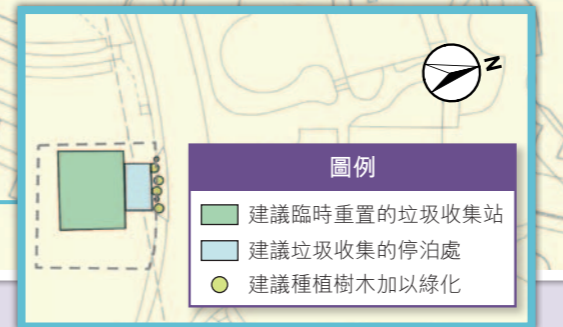 N
圖例
建議臨時重置的垃圾收集站
建議垃圾收集的停泊處
建議種植樹木加以綠化